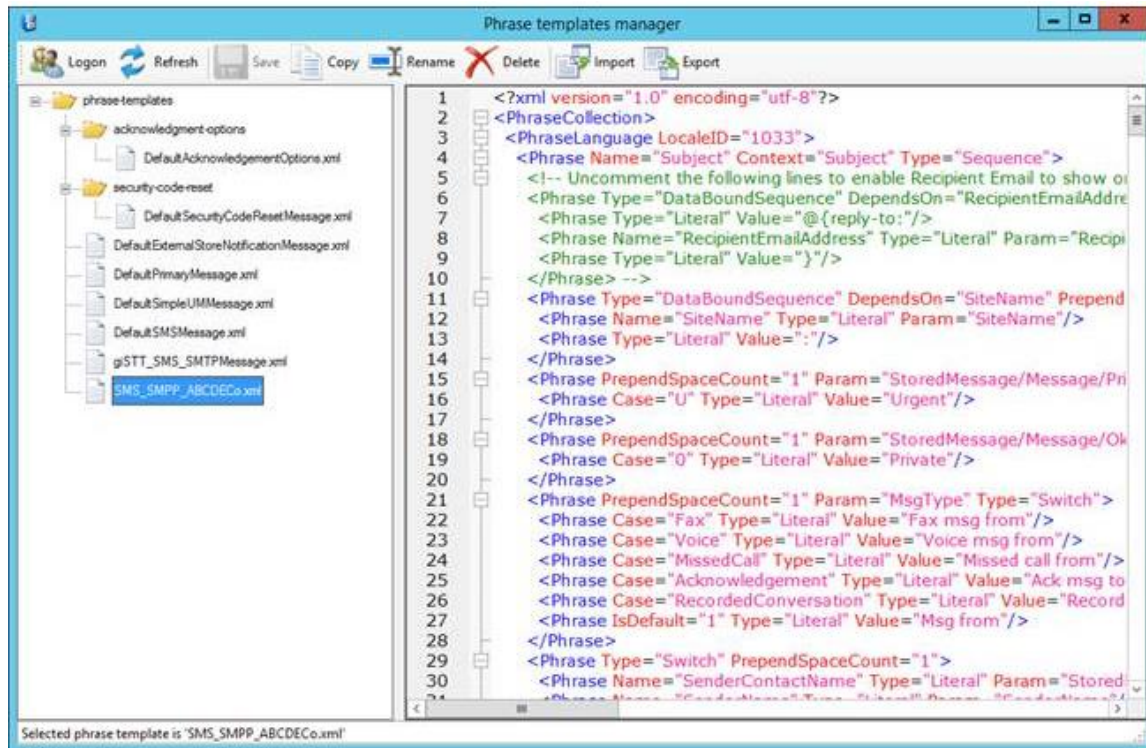 Phrase templates manager
Logon Refresh Save Copy Rename Delete Import Export
phrase-templates
acknowledgment-options
DefaultAcknowledgementOptions.xml
security-code-reset
DefaultSecurityCodeResetMessage.xml
DefaultExternalStoreNotificationMessage.xml
DefaultPrimaryMessage.xml
DefaultSimpleUMMessage.xml
DefaultSMSMessage.xml
giSTT_SMS_SMTPMessage.xml
SMS_SMPP_ABCDECo.xml
1 <?xml version="1.0" encoding="utf-8"?>
2 <PhraseCollection>
3 <PhraseLanguage LocaleID="1033">
4 <Phrase Name="Subject" Context="Subject" Type="Sequence">
5 <!-- Uncomment the following lines to enable Recipient Email to show o
6 <Phrase Type="DataBoundSequence" DependsOn="RecipientEmailAddre
7 <Phrase Type="Literal" Value="@{reply-to:"/>
8 <Phrase Name="RecipientEmailAddress" Type="Literal" Param="Recipi
9 <Phrase Type="Literal" Value="}"/>
10 </Phrase> -->
11 <Phrase Type="DataBoundSequence" DependsOn="SiteName" Prepend
12 <Phrase Name="SiteName" Type="Literal" Param="SiteName"/>
13 <Phrase Type="Literal" Value=":"/>
14 </Phrase>
15 <Phrase PrependSpaceCount="1" Param="StoredMessage/Message/Pri
16 <Phrase Case="U" Type="Literal" Value="Urgent"/>
17 </Phrase>
18 <Phrase PrependSpaceCount="1" Param="StoredMessage/Message/Ok
19 <Phrase Case="0" Type="Literal" Value="Private"/>
20 </Phrase>
21 <Phrase PrependSpaceCount="1" Param="MsgType" Type="Switch">
22 <Phrase Case="Fax" Type="Literal" Value="Fax msg from"/>
23 <Phrase Case="Voice" Type="Literal" Value="Voice msg from"/>
24 <Phrase Case="MissedCall" Type="Literal" Value="Missed call from"/>
25 <Phrase Case="Acknowledgement" Type="Literal" Value="Ack msg to
26 <Phrase Case="RecordedConversation" Type="Literal" Value="Record
27 <Phrase IsDefault="1" Type="Literal" Value="Msg from"/>
28 </Phrase>
29 <Phrase Type="Switch" PrependSpaceCount="1">
30 <Phrase Name="SenderContactName" Type="Literal" Param="Stored
Selected phrase template is 'SMS_SMPP_ABCDECo.xml'